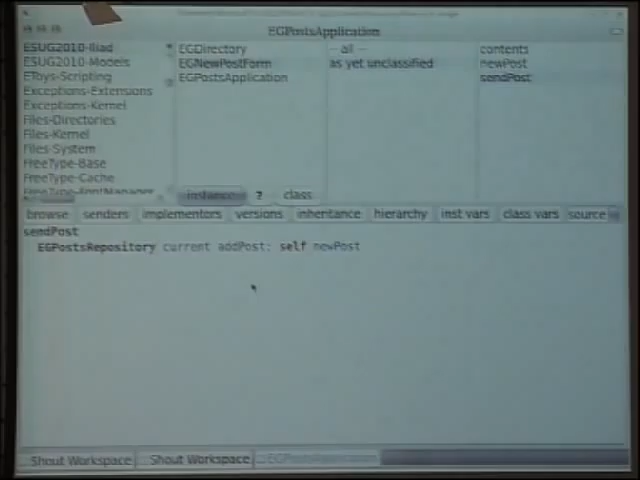 EGPostsApplication
ESUG2010-Iliad
ESUG2010-Models
EToys-Scripting
Exceptions-Extensions
Exceptions-Kernel
Files-Directories
Files-Kernel
Files-System
FreeType-Base
FreeType-Cache
FreeType-FontManager
EGDirectory
EGNewPostForm
EGPostsApplication
-- all --
as yet unclassified
contents
newPost
sendPost
instance ? class
browse senders implementors versions inheritance hierarchy inst vars class vars source
sendPost
EGPostsRepository current addPost: self newPost
Shout Workspace Shout Workspace